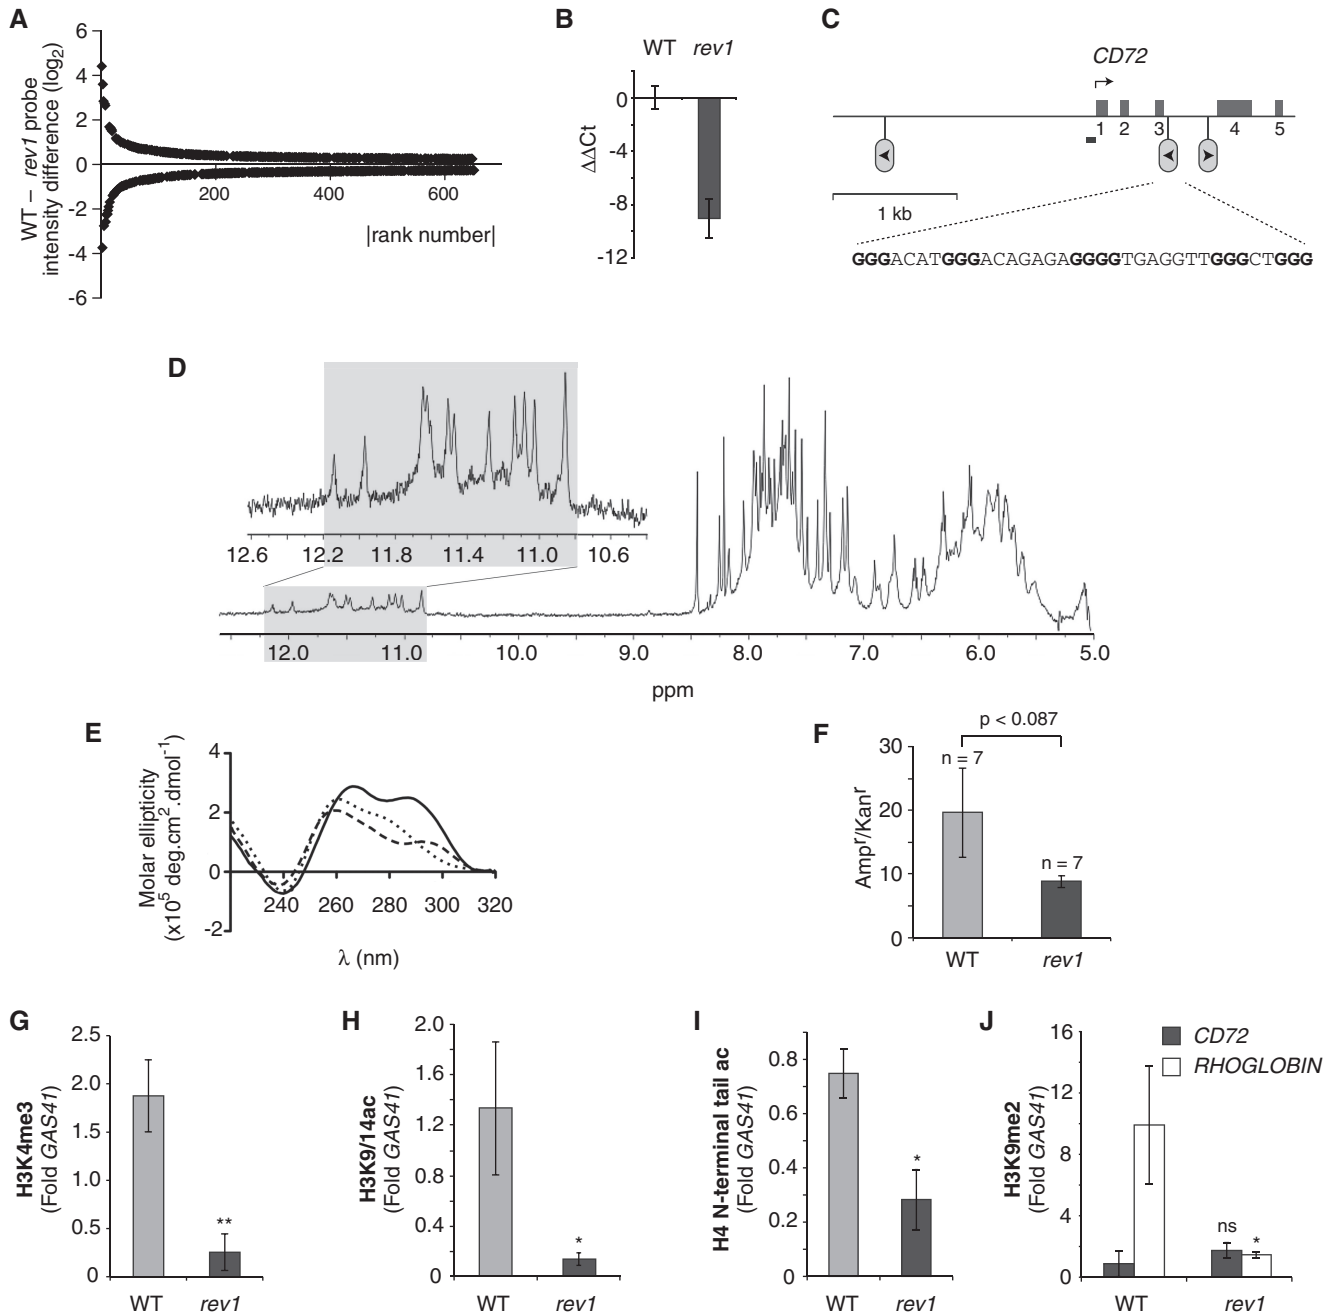 A
WT – rev1 probe
intensity difference (log2)
6
4
2
0
-2
-4
-6
200
400
600
|rank number|
B
WT rev1
ΔΔCt
0
-4
-8
-12
C
CD72
1 2 3 4 5
1 kb
GGGACATGGGACAGAGAGGGGTGAGGTTGGGCTGGG
D
12.6 12.2 11.8 11.4 11.0 10.6
12.0 11.0 10.0 9.0 8.0 7.0 6.0 5.0
ppm
E
Molar ellipticity
(x10^5 deg.cm^2.dmol^-1)
4
2
0
-2
240 260 280 300 320
λ (nm)
F
p < 0.087
n = 7
n = 7
Amp^r/Kan^r
30
20
10
0
WT rev1
G
H3K4me3
(Fold GAS41)
2.5
2.0
1.5
1.0
0.5
0
**
WT rev1
H
H3K9/14ac
(Fold GAS41)
2.0
1.6
1.2
0.8
0.4
0
*
WT rev1
I
H4 N-terminal tail ac
(Fold GAS41)
0.8
0.6
0.4
0.2
0
*
WT rev1
J
H3K9me2
(Fold GAS41)
16
12
8
4
0
CD72
RHOGLOBIN
ns *
WT rev1